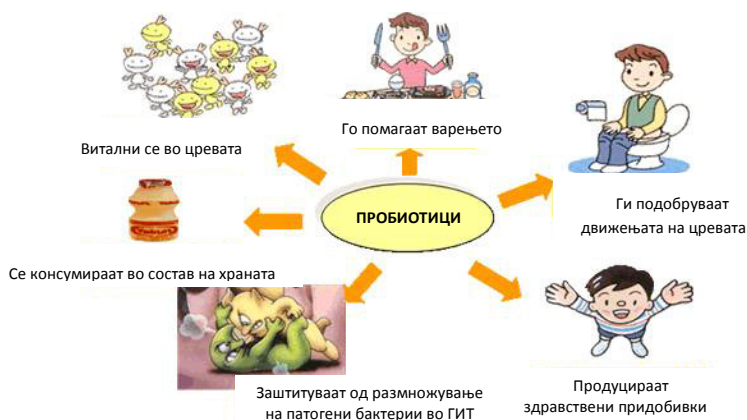 Го помагаат варењето
Витални се во цревата
ПРОБИОТИЦИ
Ги подобруваат
движењата на цревата
Се консумираат во состав на храната
Заштитуваат од размножување
на патогени бактерии во ГИТ
Продуцираат
здравствени придобивки